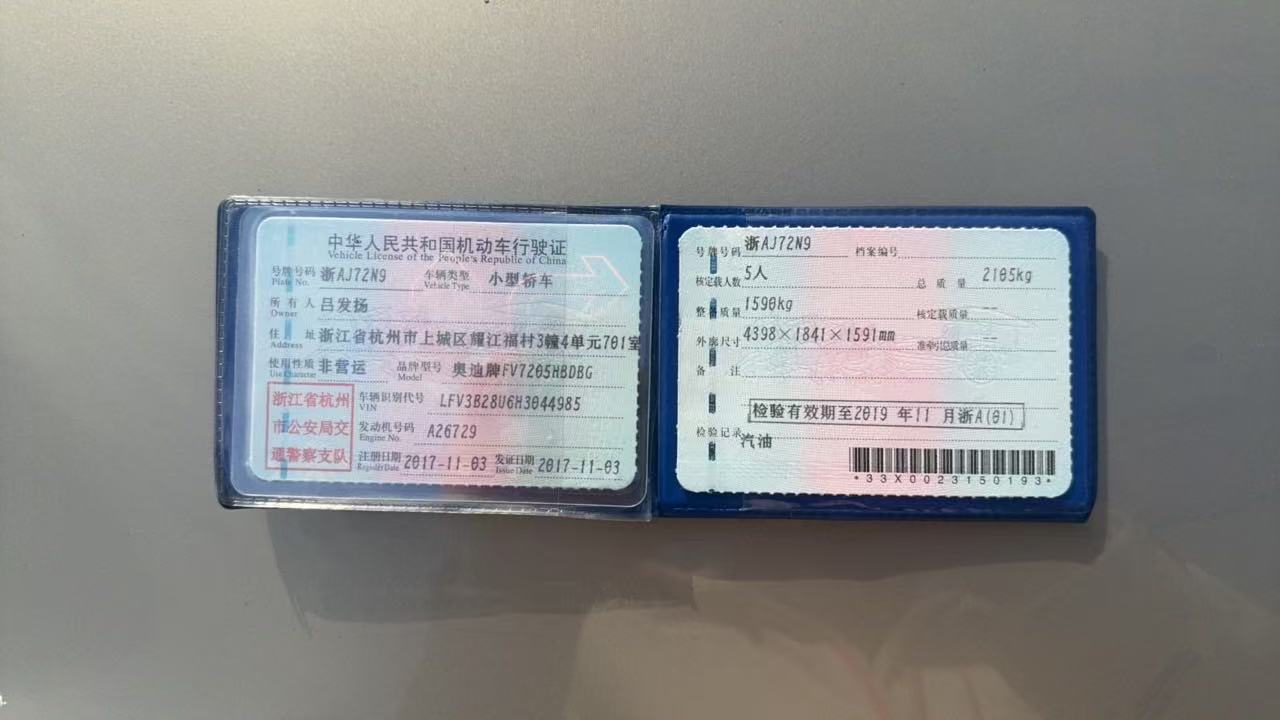 中华人民共和国机动车行驶证
Vehicle License of the People's Republic of China
号牌号码 浙AJ72N9 车辆类型 小型轿车
Plate No. Vehicle Type
所有人 吕发扬
Owner
住址 浙江省杭州市上城区耀江福村3幢4单元701室
Address
使用性质 非营运 品牌型号 奥迪牌FV7205HBDBG
Use Character Model
浙江省杭州
市公安局交
通警察支队
车辆识别代号 LFV3B28U6H3044985
VIN
发动机号码 A26729
Engine No.
注册日期 2017-11-03 发证日期 2017-11-03
Register Date Issue Date
号牌号码 浙AJ72N9 档案编号
核定载人数 5人 总质量 2105kg
整备质量 1590kg 核定载质量 --
外廓尺寸 4398×1841×1591mm 准牵引总质量 --
备注
检验有效期至2019年11月浙A(01)
检验记录 汽油
*33X0023150193*